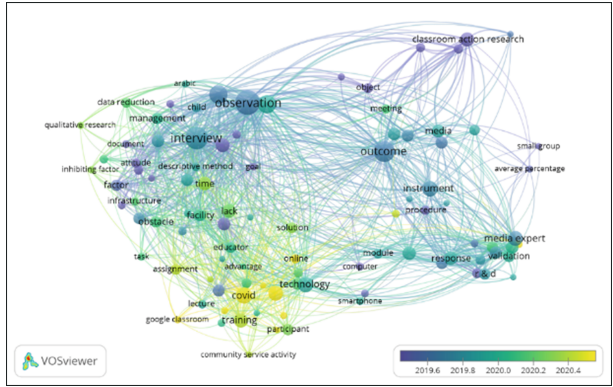 classroom action research
object
arabic
data reduction
child
observation
meeting
management
qualitative research
interview
media
document
outcome
small group
attitude
descriptive method
goal
average percentage
inhibiting factor
factor
time
instrument
infrastructure
procedure
obstacle
facility
lack
solution
media expert
educator
task
online
module
response
validation
assignment
advantage
computer
r & d
technology
covid
smartphone
lecture
google classroom
training
participant
community service activity
VOSviewer
2019.6 2019.8 2020.0 2020.2 2020.4